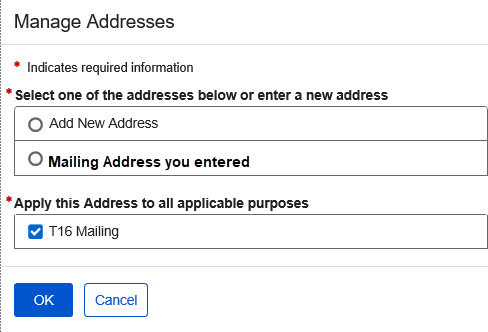 Manage Addresses
* Indicates required information
* Select one of the addresses below or enter a new address
Add New Address
Mailing Address you entered
* Apply this Address to all applicable purposes
T16 Mailing
OK Cancel